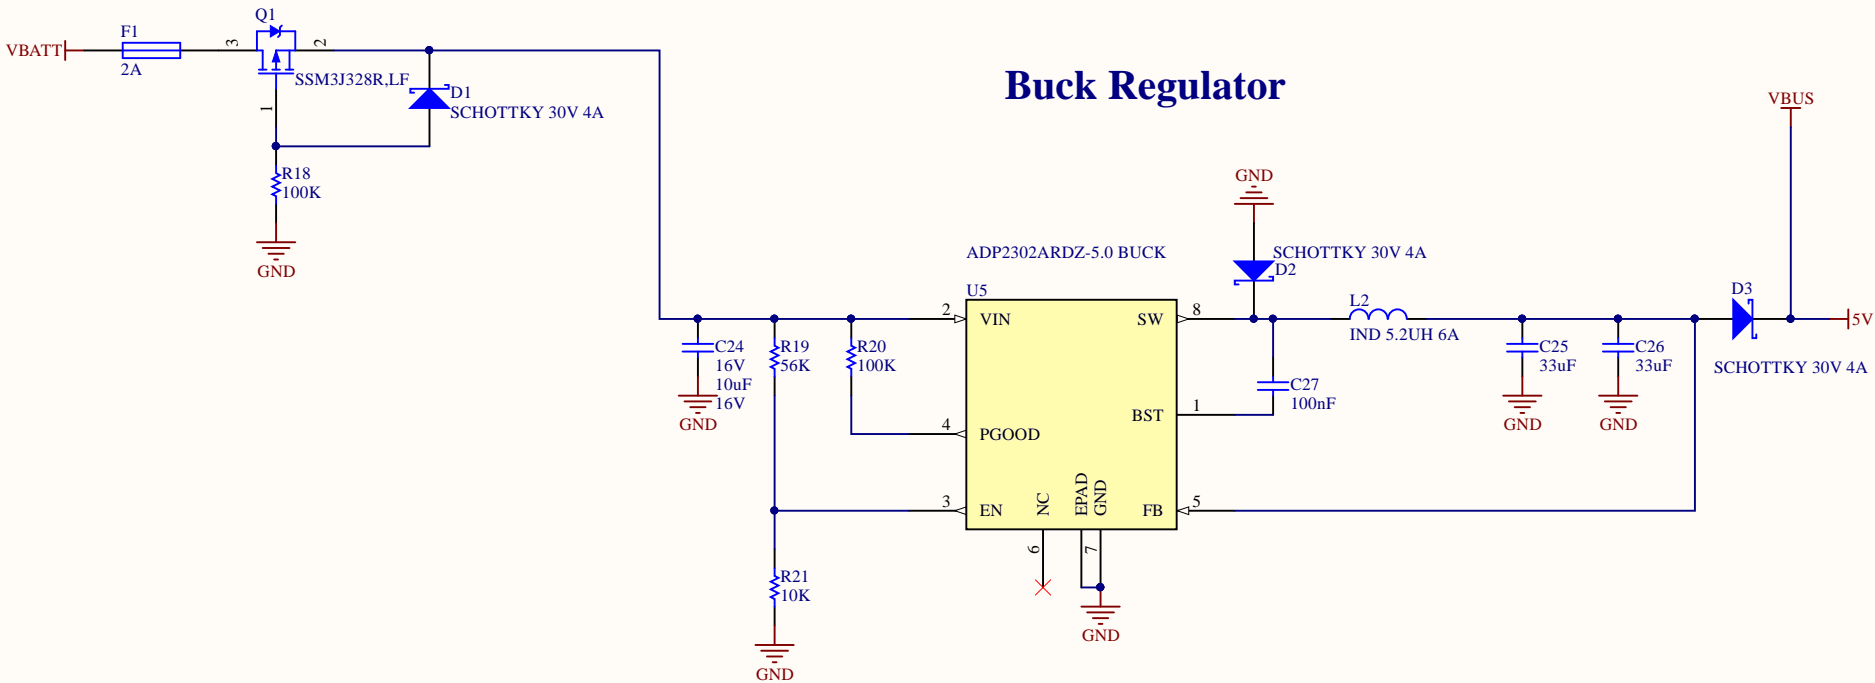 Buck Regulator
VBATT
F1
2A
Q1
3
2
1
SSM3J328R,LF
D1
SCHOTTKY 30V 4A
R18
100K
GND
C24
16V
10uF
16V
GND
R19
56K
R20
100K
R21
10K
GND
ADP2302ARDZ-5.0 BUCK
U5
2
VIN
4
PGOOD
3
EN
NC
6
EPAD
GND
7
GND
SW
8
BST
1
FB
5
GND
SCHOTTKY 30V 4A
D2
C27
100nF
L2
IND 5.2UH 6A
C25
33uF
GND
C26
33uF
GND
D3
SCHOTTKY 30V 4A
VBUS
5V